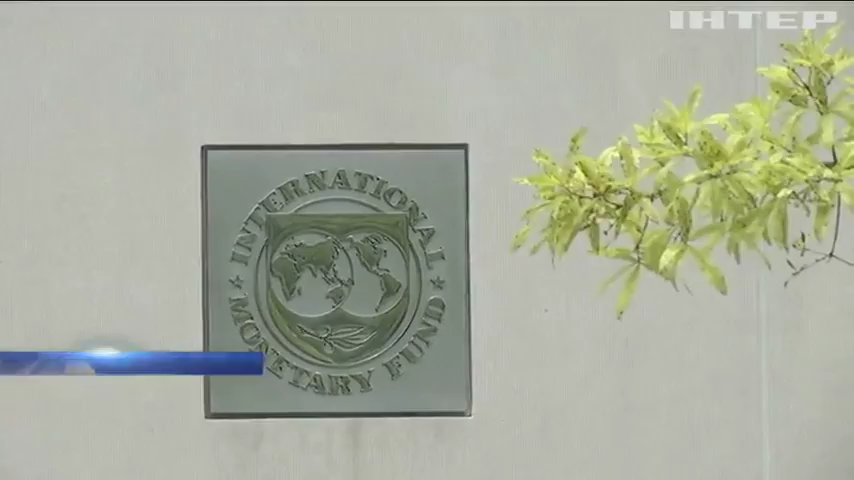 ІНТЕР
INTERNATIONAL
MONETARY FUND